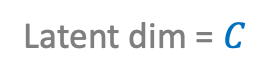 Latent dim = C